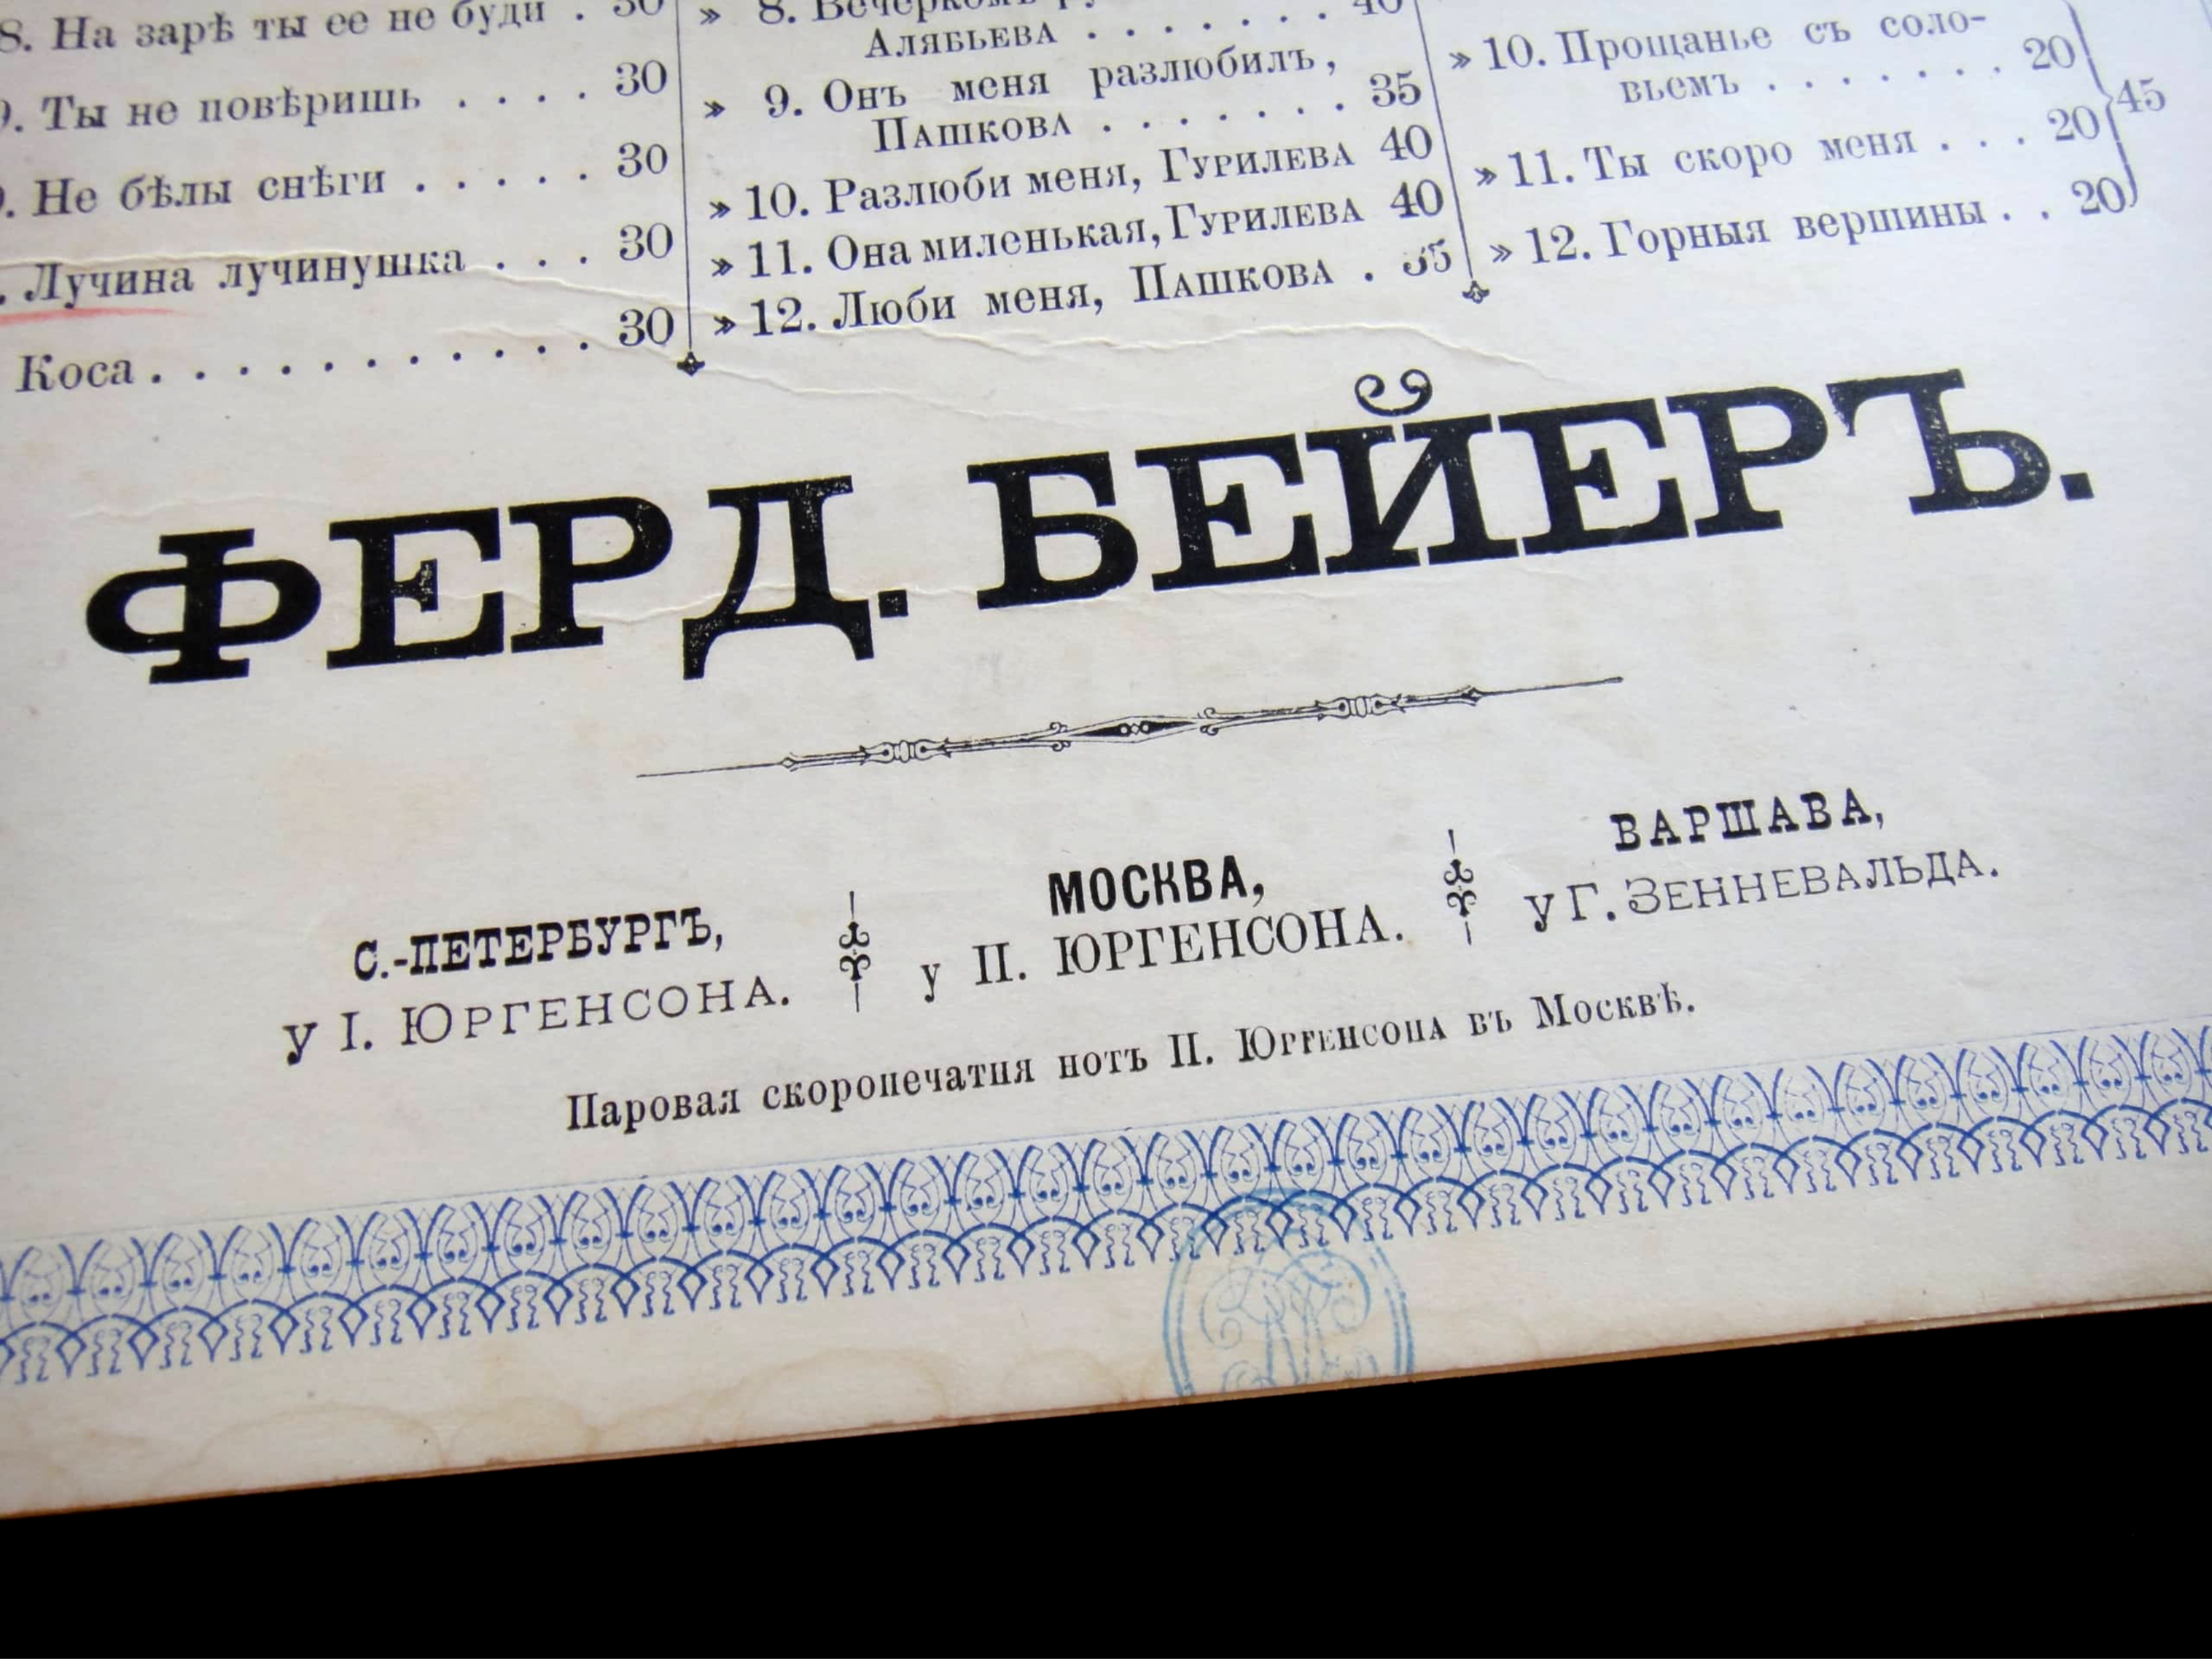 8. На зарѣ ты ее не буди . 30
9. Ты не повѣришь . . . . 30
. Не бѣлы снѣги . . . . . 30
. Лучина лучинушка . . . 30
Коса . . . . . . . . . . . 30
» 8.
Алябьева . . . . . . . 40
» 9. Онъ меня разлюбилъ,
Пашкова . . . . . . . 35
» 10. Разлюби меня, Гурилева 40
» 11. Она миленькая, Гурилева 40
» 12. Люби меня, Пашкова . 35
» 10. Прощанье съ соло-
вьемъ . . . . . . . 20
» 11. Ты скоро меня . . . 20
» 12. Горныя вершины . . 20
45
ФЕРД. БЕЙЕРЪ.
С.-ПЕТЕРБУРГЪ,
у І. ЮРГЕНСОНА.
МОСКВА,
у П. ЮРГЕНСОНА.
ВАРШАВА,
у Г. ЗЕННЕВАЛЬДА.
Паровая скоропечатня нотъ П. Юргенсона въ Москвѣ.